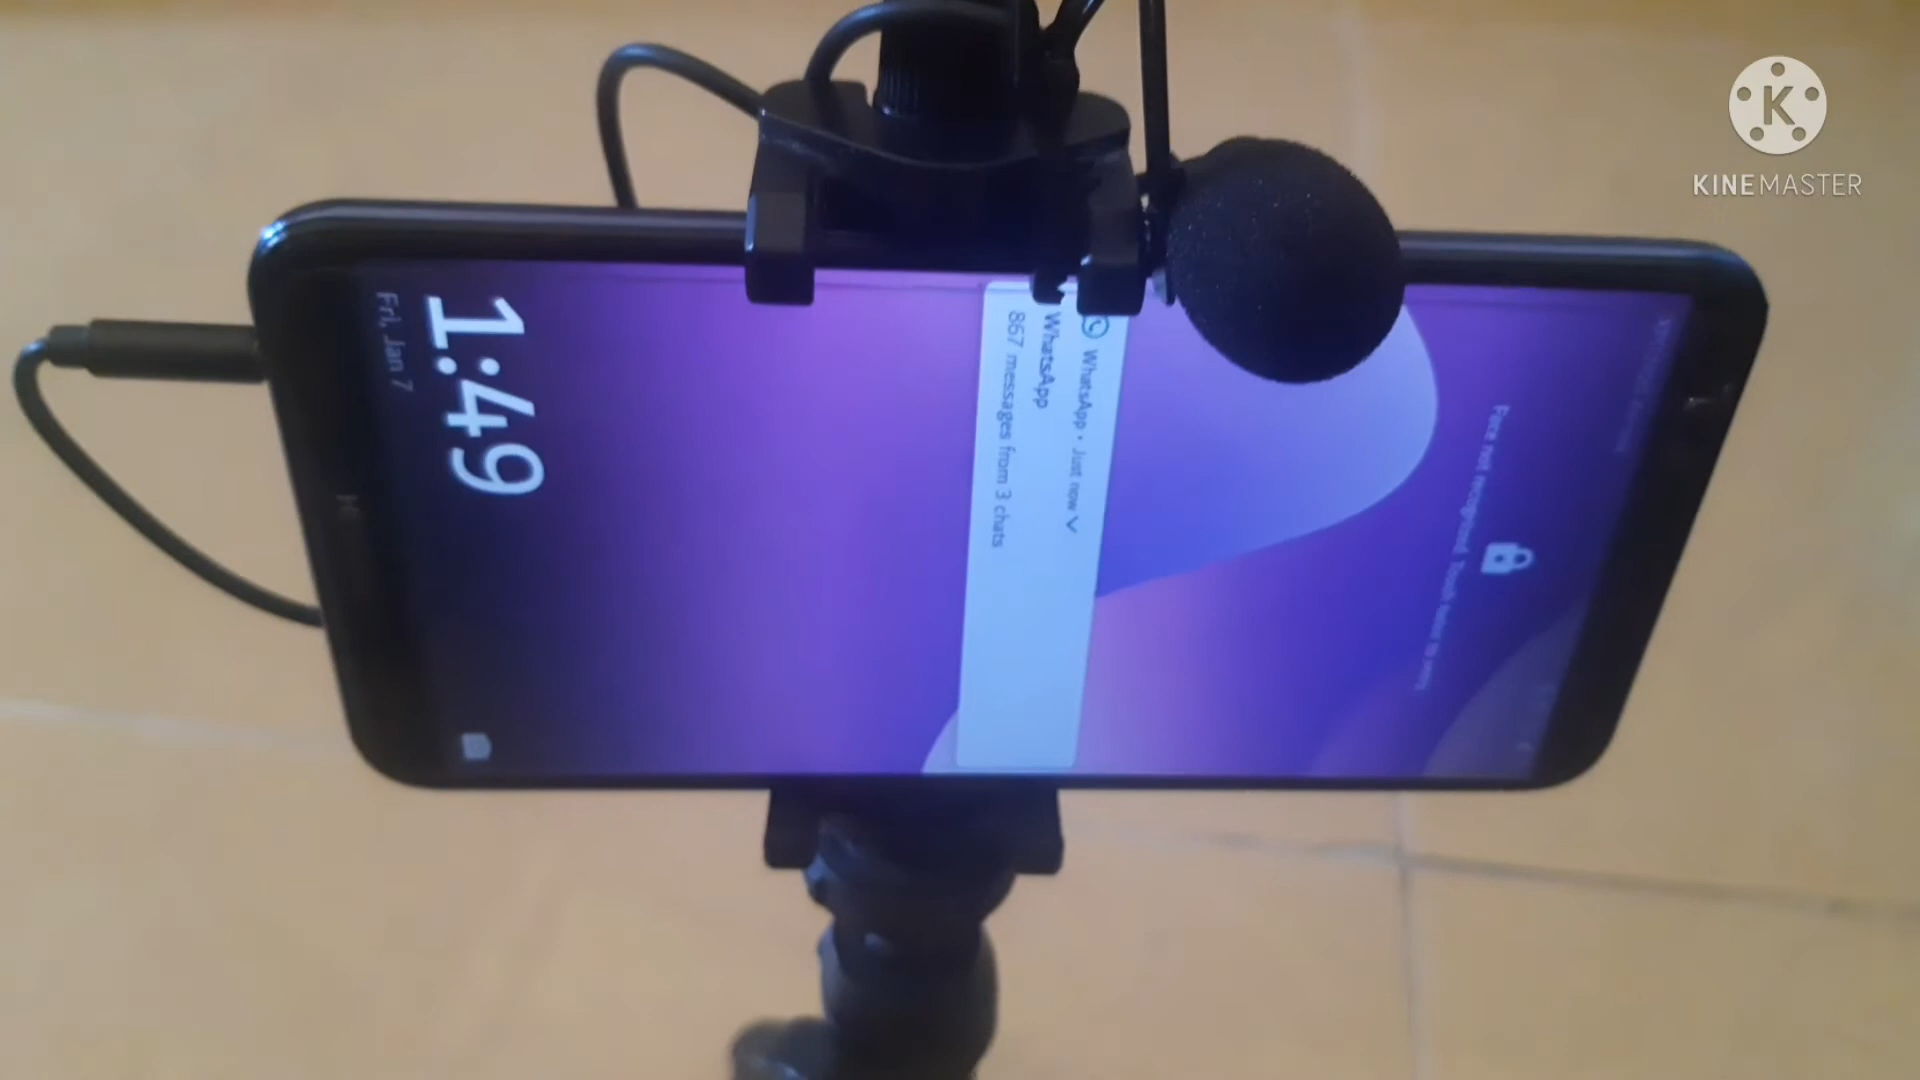 KINEMASTER
1:49
Fri, Jan 7
WhatsApp • Just now
WhatsApp
867 messages from 3 chats
Face not recognized. Touch here to